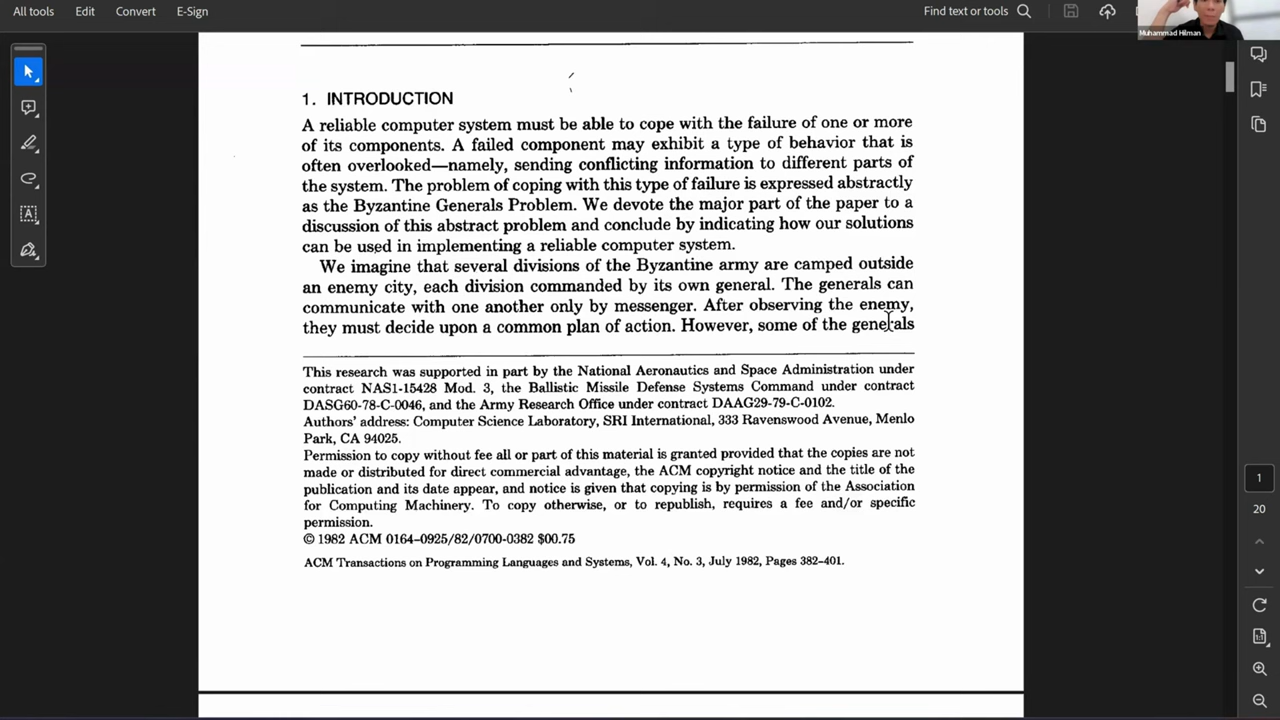 All tools Edit Convert E-Sign Find text or tools
Muhammad Hilman
1. INTRODUCTION
A reliable computer system must be able to cope with the failure of one or more
of its components. A failed component may exhibit a type of behavior that is
often overlooked—namely, sending conflicting information to different parts of
the system. The problem of coping with this type of failure is expressed abstractly
as the Byzantine Generals Problem. We devote the major part of the paper to a
discussion of this abstract problem and conclude by indicating how our solutions
can be used in implementing a reliable computer system.
We imagine that several divisions of the Byzantine army are camped outside
an enemy city, each division commanded by its own general. The generals can
communicate with one another only by messenger. After observing the enemy,
they must decide upon a common plan of action. However, some of the generals
This research was supported in part by the National Aeronautics and Space Administration under
contract NAS1-15428 Mod. 3, the Ballistic Missile Defense Systems Command under contract
DASG60-78-C-0046, and the Army Research Office under contract DAAG29-79-C-0102.
Authors' address: Computer Science Laboratory, SRI International, 333 Ravenswood Avenue, Menlo
Park, CA 94025.
Permission to copy without fee all or part of this material is granted provided that the copies are not
made or distributed for direct commercial advantage, the ACM copyright notice and the title of the
publication and its date appear, and notice is given that copying is by permission of the Association
for Computing Machinery. To copy otherwise, or to republish, requires a fee and/or specific
permission.
© 1982 ACM 0164-0925/82/0700-0382 $00.75
ACM Transactions on Programming Languages and Systems, Vol. 4, No. 3, July 1982, Pages 382-401.
1
20